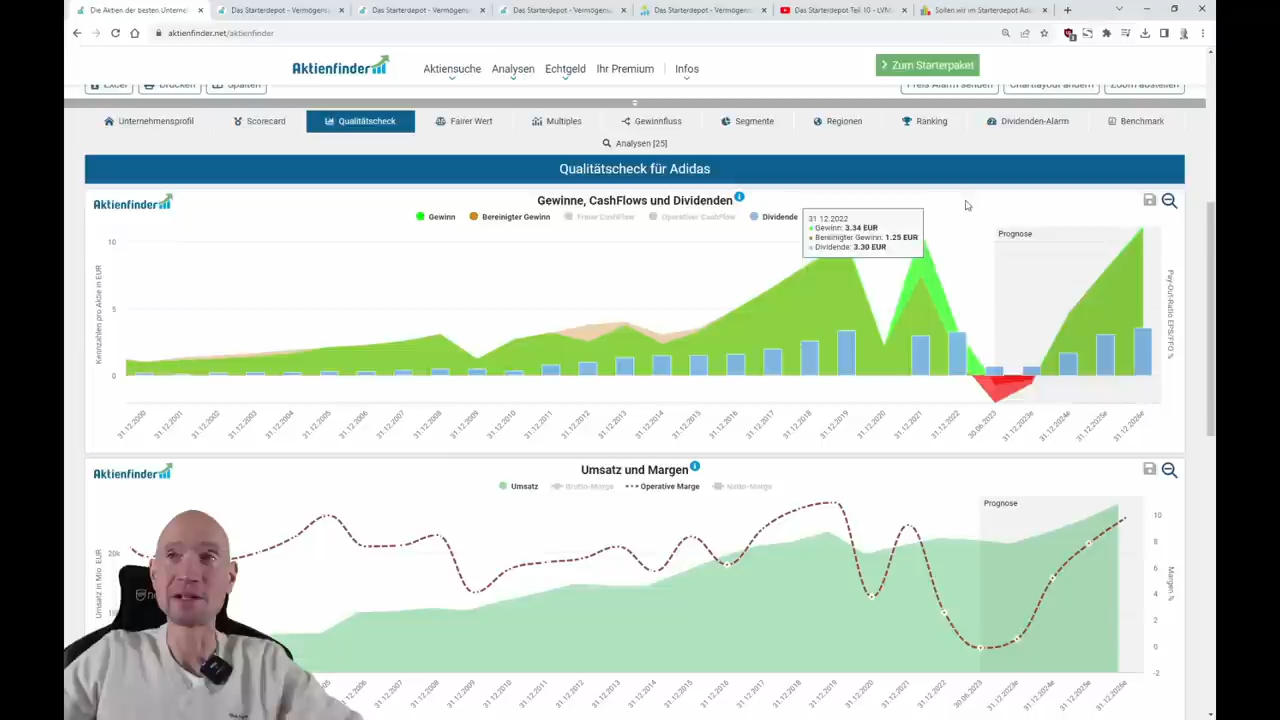 Die Akten der besten Unterne
Das Starterdepot - Vermögens
Das Starterdepot - Vermögens
Das Starterdepot - Vermögens
Das Starterdepot - Vermögens
Das Starterdepot Teil 10 - LVM
Sollen wir im Starterdepot Adi
aktienfinder.net/aktienfinder
Aktienfinder
Aktiensuche
Analysen
Echtgeld
Ihr Premium
Infos
Zum Starterpaket
Excel
Drucken
Spalten
Preis Alarm senden
Chartlayout ändern
Zoom abstellen
Unternehmensprofil
Scorecard
Qualitätscheck
Fairer Wert
Multiples
Gewinnfluss
Segmente
Regionen
Ranking
Dividenden-Alarm
Benchmark
Analysen [25]
Qualitätscheck für Adidas
Aktienfinder
Gewinne, CashFlows und Dividenden
Gewinn
Bereinigter Gewinn
Freier CashFlow
Operativer CashFlow
Dividende
31.12.2022
Gewinn: 3.34 EUR
Bereinigter Gewinn: 1.25 EUR
Dividende: 3.30 EUR
Prognose
Kennzahlen pro Aktie in EUR
10
5
0
Pay-Out-Ratio EPS/FFO %
31.12.2000
31.12.2001
31.12.2002
31.12.2003
31.12.2004
31.12.2005
31.12.2006
31.12.2007
31.12.2008
31.12.2009
31.12.2010
31.12.2011
31.12.2012
31.12.2013
31.12.2014
31.12.2015
31.12.2016
31.12.2017
31.12.2018
31.12.2019
31.12.2020
31.12.2021
31.12.2022
30.06.2023
31.12.2023e
31.12.2024e
31.12.2025e
31.12.2026e
Aktienfinder
Umsatz und Margen
Umsatz
Brutto-Marge
Operative Marge
Netto-Marge
Prognose
Umsatz in Mio. EUR
20k
10
8
6
4
2
0
-2
Margen %
31.12.2006
31.12.2007
31.12.2008
31.12.2009
31.12.2010
31.12.2011
31.12.2012
31.12.2013
31.12.2014
31.12.2015
31.12.2016
31.12.2017
31.12.2018
31.12.2019
31.12.2020
31.12.2021
31.12.2022
30.06.2023
31.12.2023e
31.12.2024e
31.12.2025e
31.12.2026e